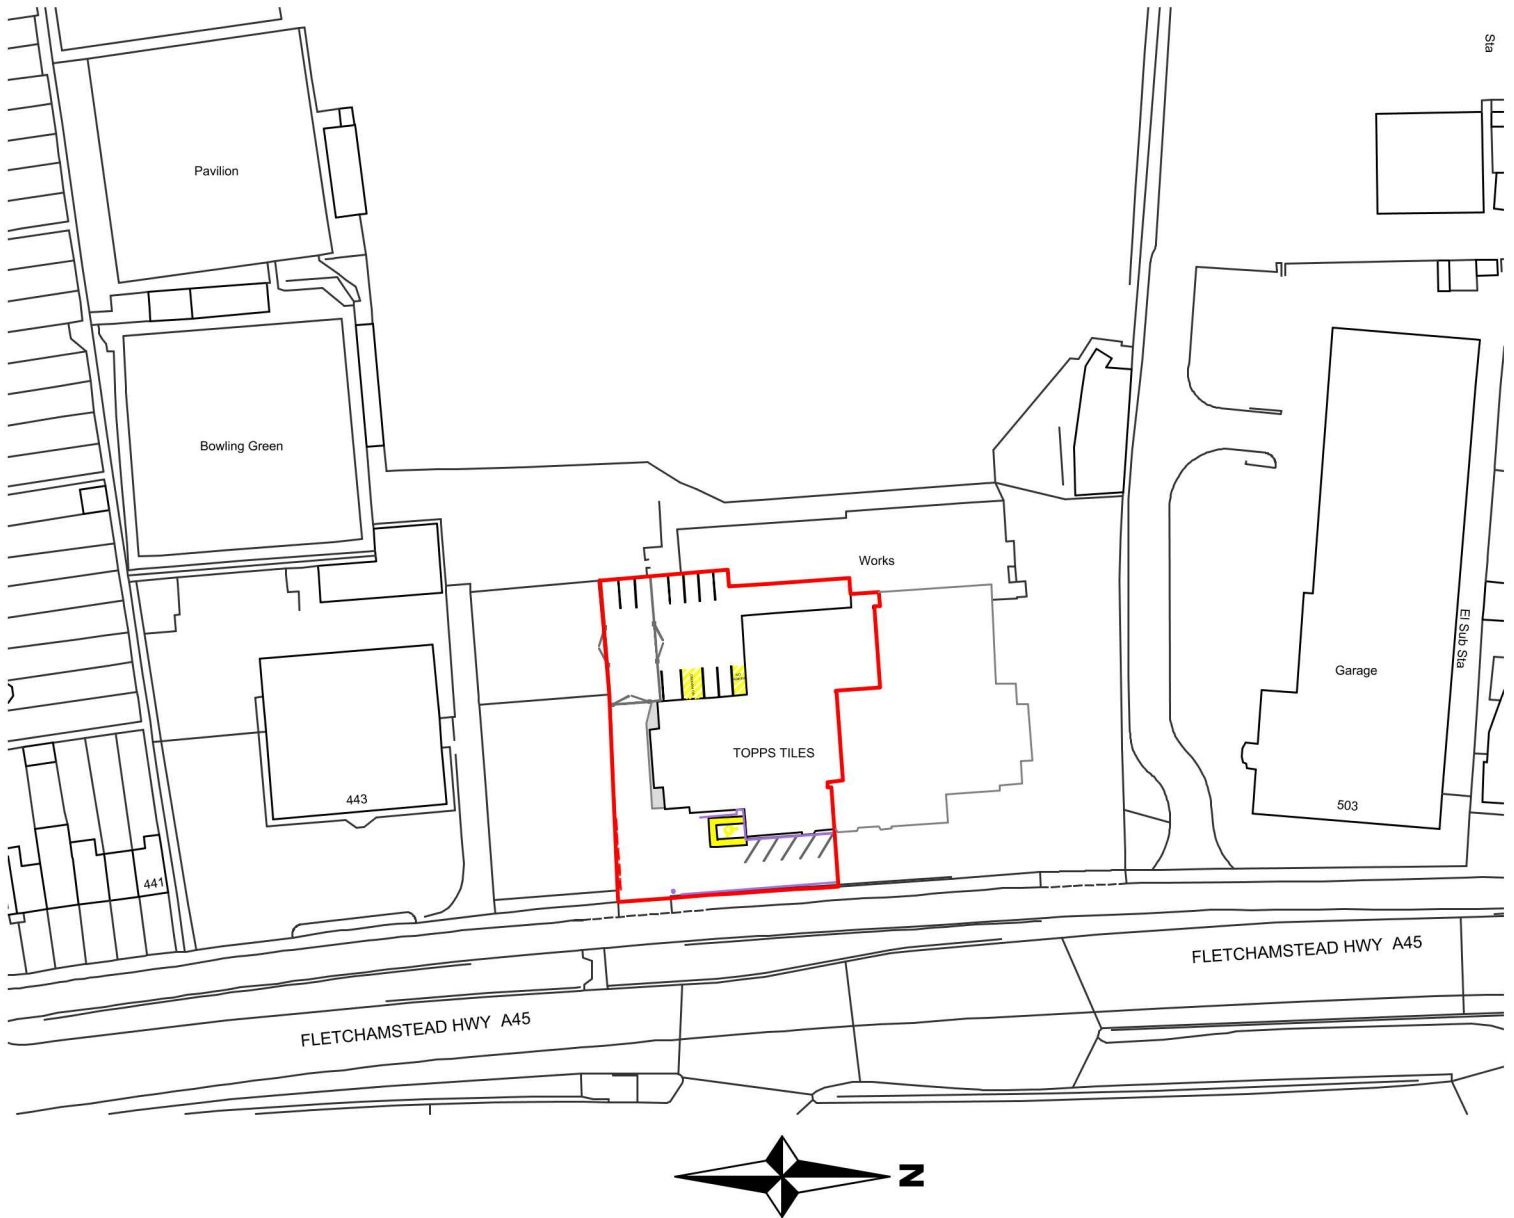 Sta
Pavilion
Bowling Green
Works
El Sub Sta
Garage
TOPPS TILES
443
503
441
FLETCHAMSTEAD HWY A45
FLETCHAMSTEAD HWY A45
N